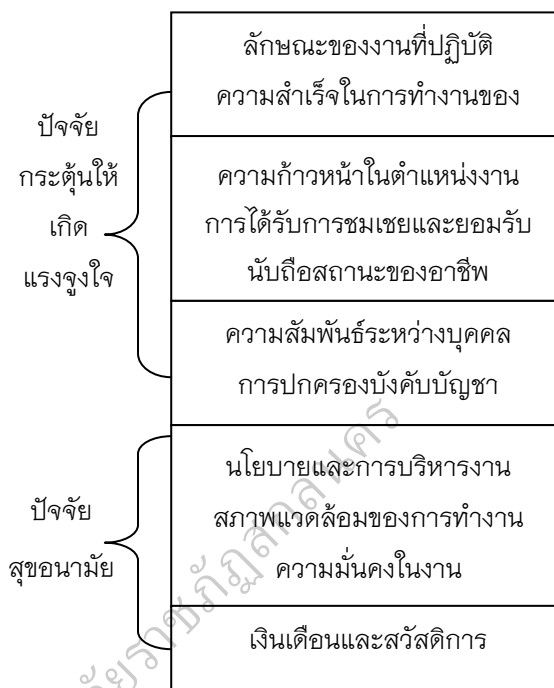 ลักษณะของงานที่ปฏิบัติ
ความสำเร็จในการทำงานของ
ปัจจัย
กระตุ้นให้
เกิด
แรงจูงใจ
ความก้าวหน้าในตำแหน่งงาน
การได้รับการชมเชยและยอมรับ
นับถือสถานะของอาชีพ
ความสัมพันธ์ระหว่างบุคคล
การปกครองบังคับบัญชา
ปัจจัย
สุขอนามัย
นโยบายและการบริหารงาน
สภาพแวดล้อมของการทำงาน
ความมั่นคงในงาน
เงินเดือนและสวัสดิการ
ราชภัฏสกลนคร